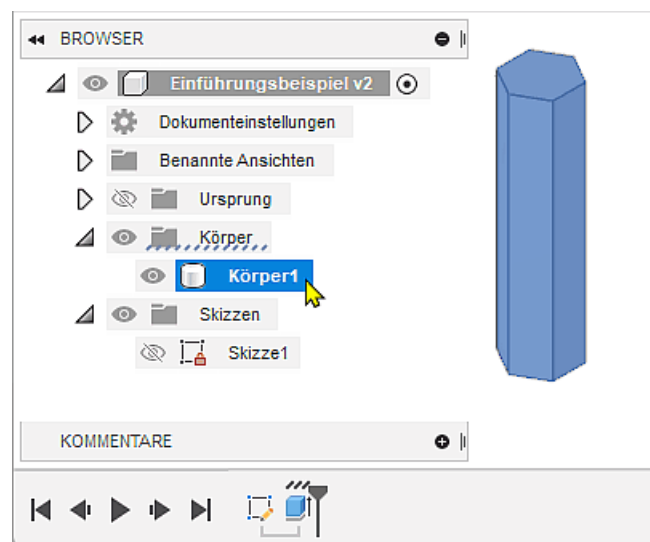 BROWSER
Einführungsbeispiel v2
Dokumenteinstellungen
Benannte Ansichten
Ursprung
Körper
Körper1
Skizzen
Skizze1
KOMMENTARE